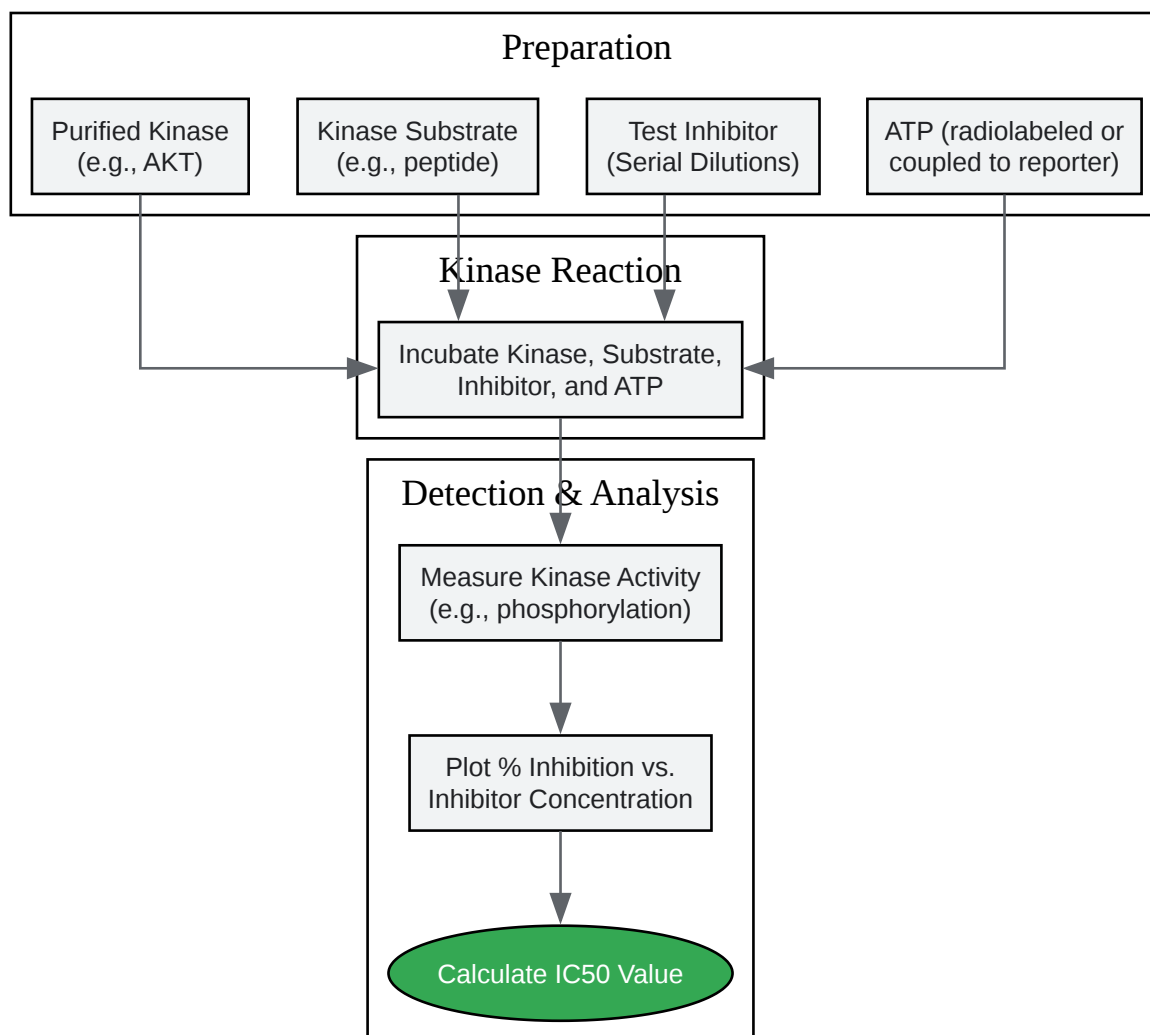 Preparation
Purified Kinase
(e.g., AKT)
Kinase Substrate
(e.g., peptide)
Test Inhibitor
(Serial Dilutions)
ATP (radiolabeled or
coupled to reporter)
Kinase Reaction
Incubate Kinase, Substrate,
Inhibitor, and ATP
Detection & Analysis
Measure Kinase Activity
(e.g., phosphorylation)
Plot % Inhibition vs.
Inhibitor Concentration
Calculate IC50 Value